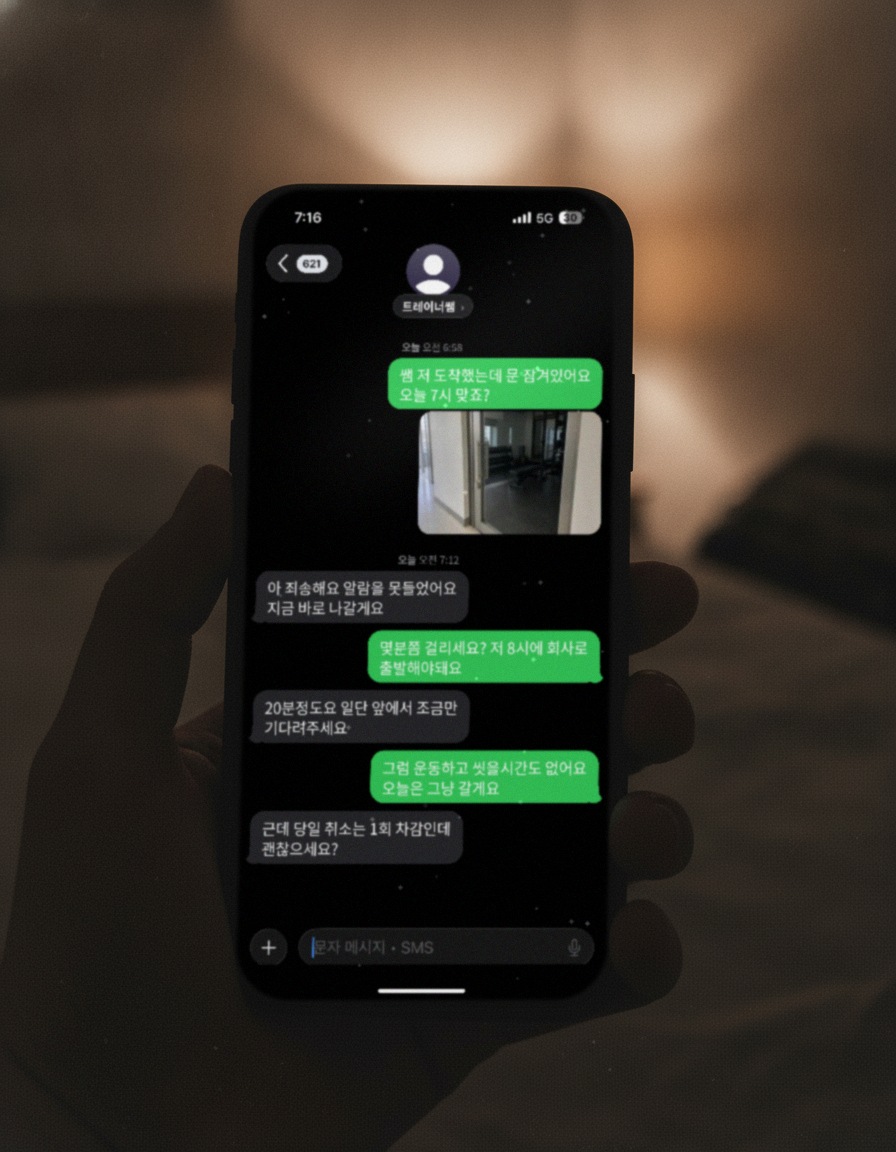 7:16
5G 30
621
트레이너쌤
오늘 오전 6:58
쌤 저 도착했는데 문 잠겨있어요
오늘 7시 맞죠?
오늘 오전 7:12
아 죄송해요 알람을 못들었어요
지금 바로 나갈게요
몇분쯤 걸리세요? 저 8시에 회사로
출발해야돼요
20분정도요 일단 앞에서 조금만
기다려주세요
그럼 운동하고 씻을시간도 없어요
오늘은 그냥 갈게요
근데 당일 취소는 1회 차감인데
괜찮으세요?
문자 메시지 • SMS